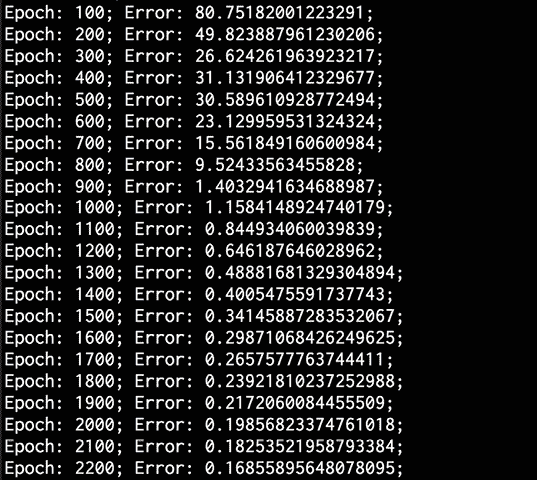 Epoch: 100; Error: 80.75182001223291;
Epoch: 200; Error: 49.823887961230206;
Epoch: 300; Error: 26.624261963923217;
Epoch: 400; Error: 31.131906412329677;
Epoch: 500; Error: 30.589610928772494;
Epoch: 600; Error: 23.129959531324324;
Epoch: 700; Error: 15.561849160600984;
Epoch: 800; Error: 9.52433563455828;
Epoch: 900; Error: 1.4032941634688987;
Epoch: 1000; Error: 1.1584148924740179;
Epoch: 1100; Error: 0.844934060039839;
Epoch: 1200; Error: 0.646187646028962;
Epoch: 1300; Error: 0.48881681329304894;
Epoch: 1400; Error: 0.4005475591737743;
Epoch: 1500; Error: 0.34145887283532067;
Epoch: 1600; Error: 0.29871068426249625;
Epoch: 1700; Error: 0.2657577763744411;
Epoch: 1800; Error: 0.23921810237252988;
Epoch: 1900; Error: 0.2172060084455509;
Epoch: 2000; Error: 0.19856823374761018;
Epoch: 2100; Error: 0.18253521958793384;
Epoch: 2200; Error: 0.16855895648078095;